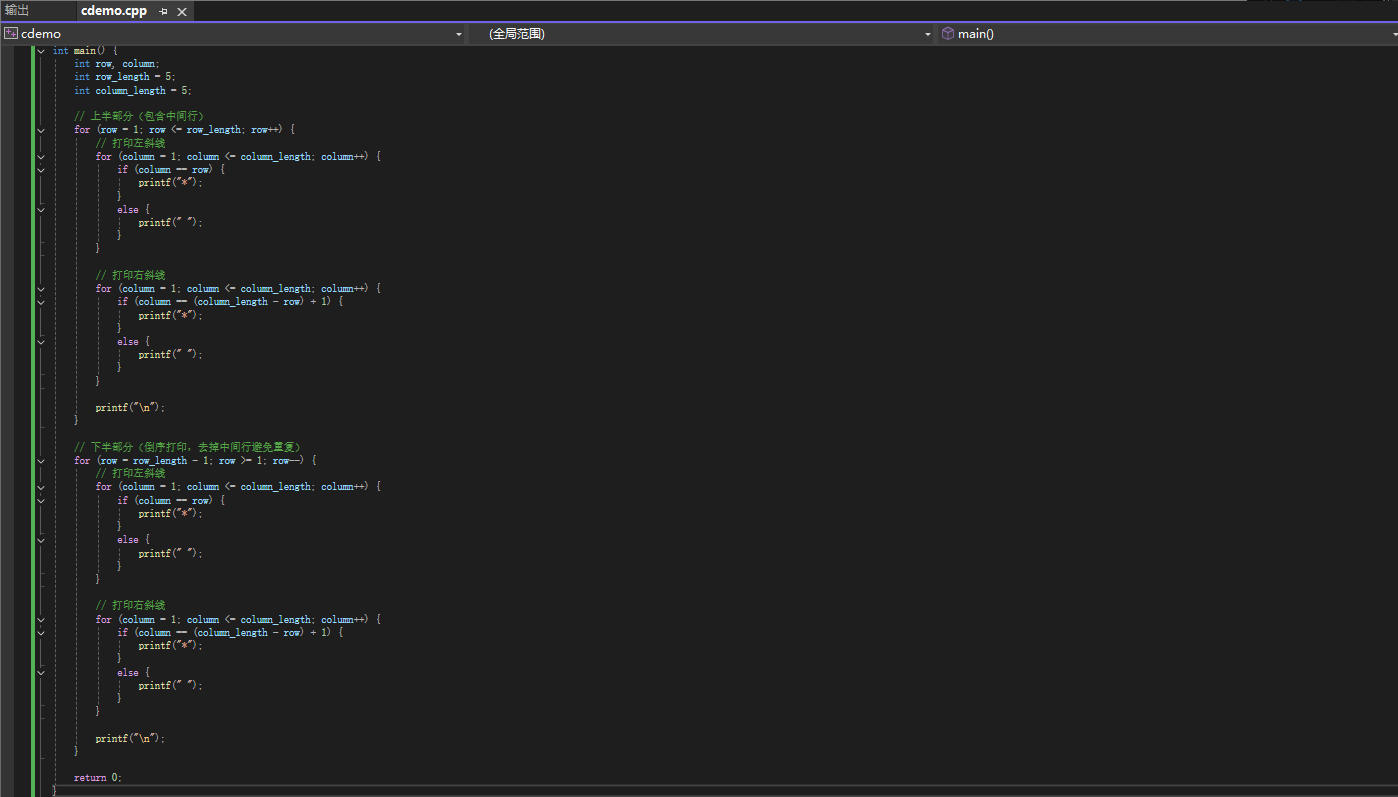 输出
cdemo.cpp
cdemo (全局范围) main()
int main() {
    int row, column;
    int row_length = 5;
    int column_length = 5;

    // 上半部分（包含中间行）
    for (row = 1; row <= row_length; row++) {
        // 打印左斜线
        for (column = 1; column <= column_length; column++) {
            if (column == row) {
                printf("*");
            }
            else {
                printf(" ");
            }
        }

        // 打印右斜线
        for (column = 1; column <= column_length; column++) {
            if (column == (column_length - row) + 1) {
                printf("*");
            }
            else {
                printf(" ");
            }
        }

        printf("\n");
    }

    // 下半部分（倒序打印，去掉中间行避免重复）
    for (row = row_length - 1; row >= 1; row--) {
        // 打印左斜线
        for (column = 1; column <= column_length; column++) {
            if (column == row) {
                printf("*");
            }
            else {
                printf(" ");
            }
        }

        // 打印右斜线
        for (column = 1; column <= column_length; column++) {
            if (column == (column_length - row) + 1) {
                printf("*");
            }
            else {
                printf(" ");
            }
        }

        printf("\n");
    }

    return 0;
}